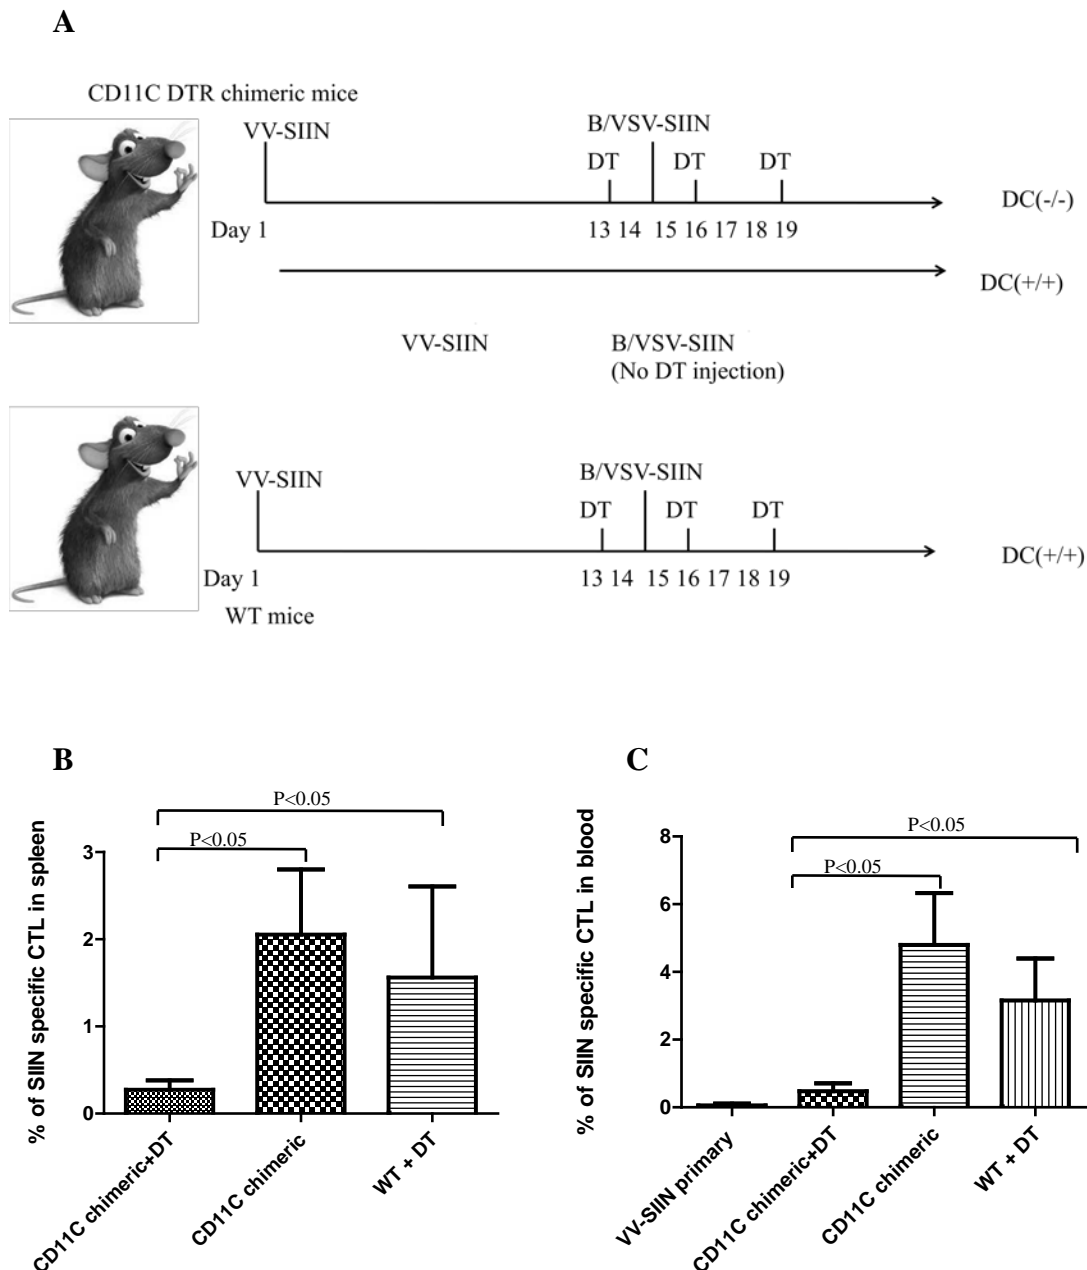 A
CD11C DTR chimeric mice
VV-SIIN
B/VSV-SIIN
DT DT DT
DC(-/-)
Day 1
13 14 15 16 17 18 19
DC(+/+)
VV-SIIN
B/VSV-SIIN
(No DT injection)
VV-SIIN
B/VSV-SIIN
DT DT DT
DC(+/+)
Day 1
13 14 15 16 17 18 19
WT mice
B
P<0.05
P<0.05
% of SIIN specific CTL in spleen
3
2
1
0
CD11C chimeric+DT
CD11C chimeric
WT + DT
C
P<0.05
P<0.05
% of SIIN specific CTL in blood
8
6
4
2
0
VV-SIIN primary
CD11C chimeric+DT
CD11C chimeric
WT + DT